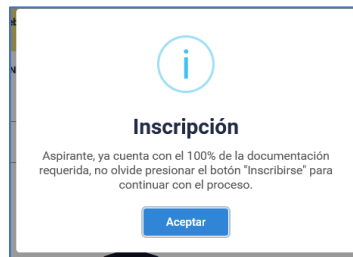 i
Inscripción
Aspirante, ya cuenta con el 100% de la documentación
requerida, no olvide presionar el botón "Inscribirse" para
continuar con el proceso.
Aceptar